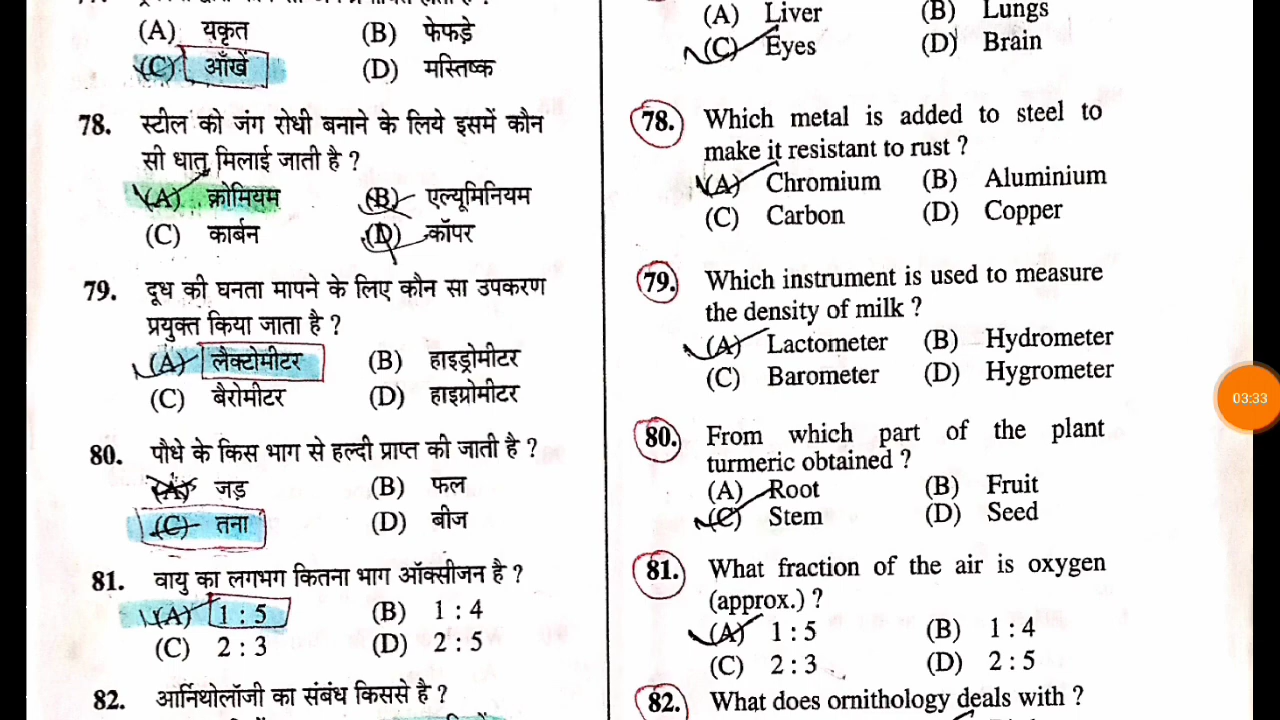 (A) यकृत (B) फेफड़े
(C) आँखें (D) मस्तिष्क
78. स्टील को जंग रोधी बनाने के लिये इसमें कौन
सी धातु मिलाई जाती है ?
(A) क्रोमियम (B) एल्यूमिनियम
(C) कार्बन (D) कॉपर
79. दूध की घनता मापने के लिए कौन सा उपकरण
प्रयुक्त किया जाता है ?
(A) लैक्टोमीटर (B) हाइड्रोमीटर
(C) बैरोमीटर (D) हाइग्रोमीटर
80. पौधे के किस भाग से हल्दी प्राप्त की जाती है ?
(A) जड़ (B) फल
(C) तना (D) बीज
81. वायु का लगभग कितना भाग ऑक्सीजन है ?
(A) 1 : 5 (B) 1 : 4
(C) 2 : 3 (D) 2 : 5
82. आर्निथोलॉजी का संबंध किससे है ?
(A) Liver (B) Lungs
(C) Eyes (D) Brain
78. Which metal is added to steel to
make it resistant to rust ?
(A) Chromium (B) Aluminium
(C) Carbon (D) Copper
79. Which instrument is used to measure
the density of milk ?
(A) Lactometer (B) Hydrometer
(C) Barometer (D) Hygrometer
80. From which part of the plant
turmeric obtained ?
(A) Root (B) Fruit
(C) Stem (D) Seed
81. What fraction of the air is oxygen
(approx.) ?
(A) 1 : 5 (B) 1 : 4
(C) 2 : 3 (D) 2 : 5
82. What does ornithology deals with ?
03:33